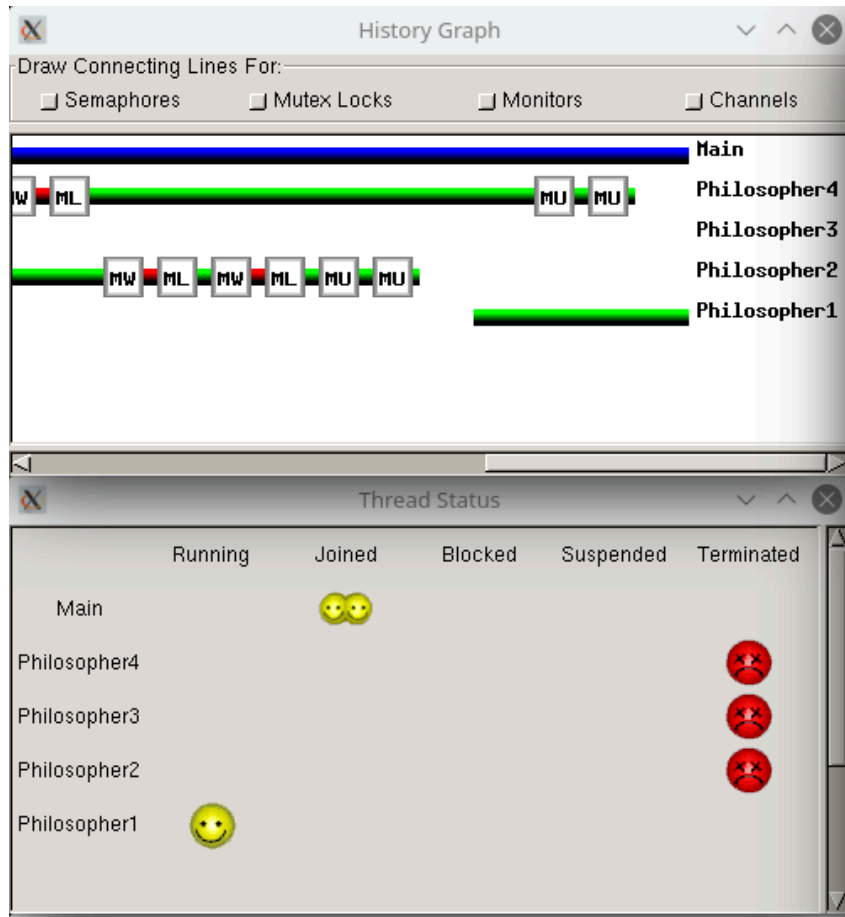 History Graph
Draw Connecting Lines For:
Semaphores Mutex Locks Monitors Channels
Main
MW ML MU MU Philosopher4
Philosopher3
MW ML MW ML MU MU Philosopher2
Philosopher1
Thread Status
Running Joined Blocked Suspended Terminated
Main
Philosopher4
Philosopher3
Philosopher2
Philosopher1